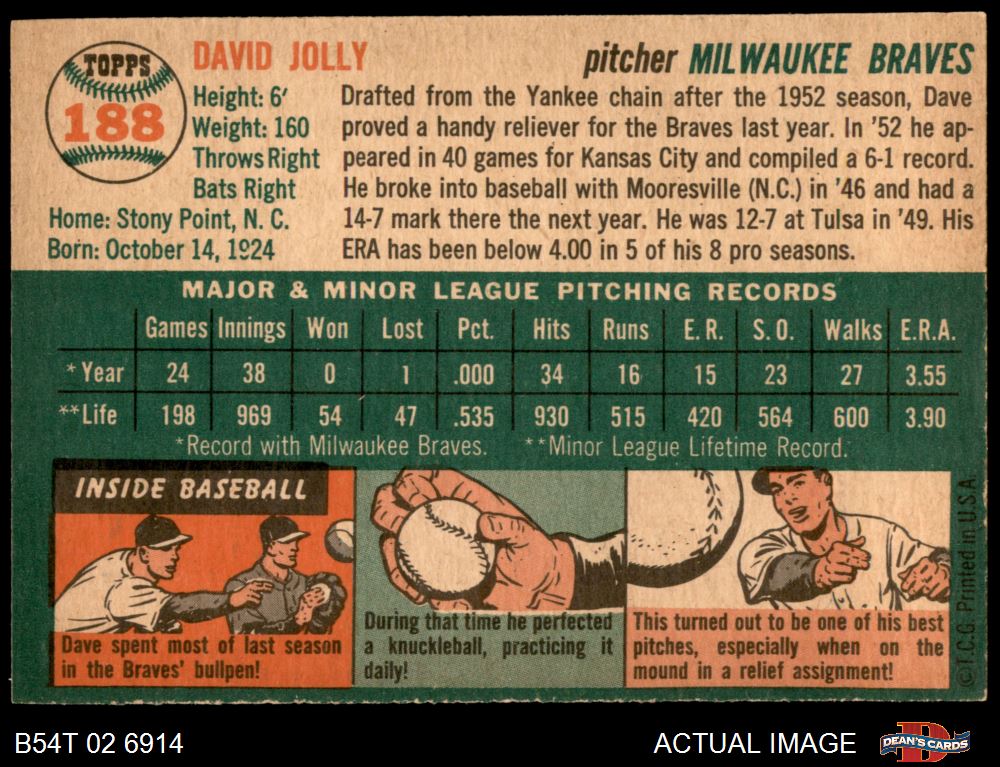 TOPPS
188
DAVID JOLLY
pitcher MILWAUKEE BRAVES
Height: 6'
Weight: 160
Throws Right
Bats Right
Home: Stony Point, N. C.
Born: October 14, 1924
Drafted from the Yankee chain after the 1952 season, Dave
proved a handy reliever for the Braves last year. In '52 he ap-
peared in 40 games for Kansas City and compiled a 6-1 record.
He broke into baseball with Mooresville (N.C.) in '46 and had a
14-7 mark there the next year. He was 12-7 at Tulsa in '49. His
ERA has been below 4.00 in 5 of his 8 pro seasons.
MAJOR & MINOR LEAGUE PITCHING RECORDS
Games Innings Won Lost Pct. Hits Runs E. R. S. O. Walks E.R.A.
*Year 24 38 0 1 .000 34 16 15 23 27 3.55
**Life 198 969 54 47 .535 930 515 420 564 600 3.90
*Record with Milwaukee Braves. **Minor League Lifetime Record.
INSIDE BASEBALL
Dave spent most of last season
in the Braves' bullpen!
During that time he perfected
a knuckleball, practicing it
daily!
This turned out to be one of his best
pitches, especially when on the
mound in a relief assignment!
©T.C.G. Printed in U.S.A.
B54T 02 6914
ACTUAL IMAGE
DEAN'S CARDS